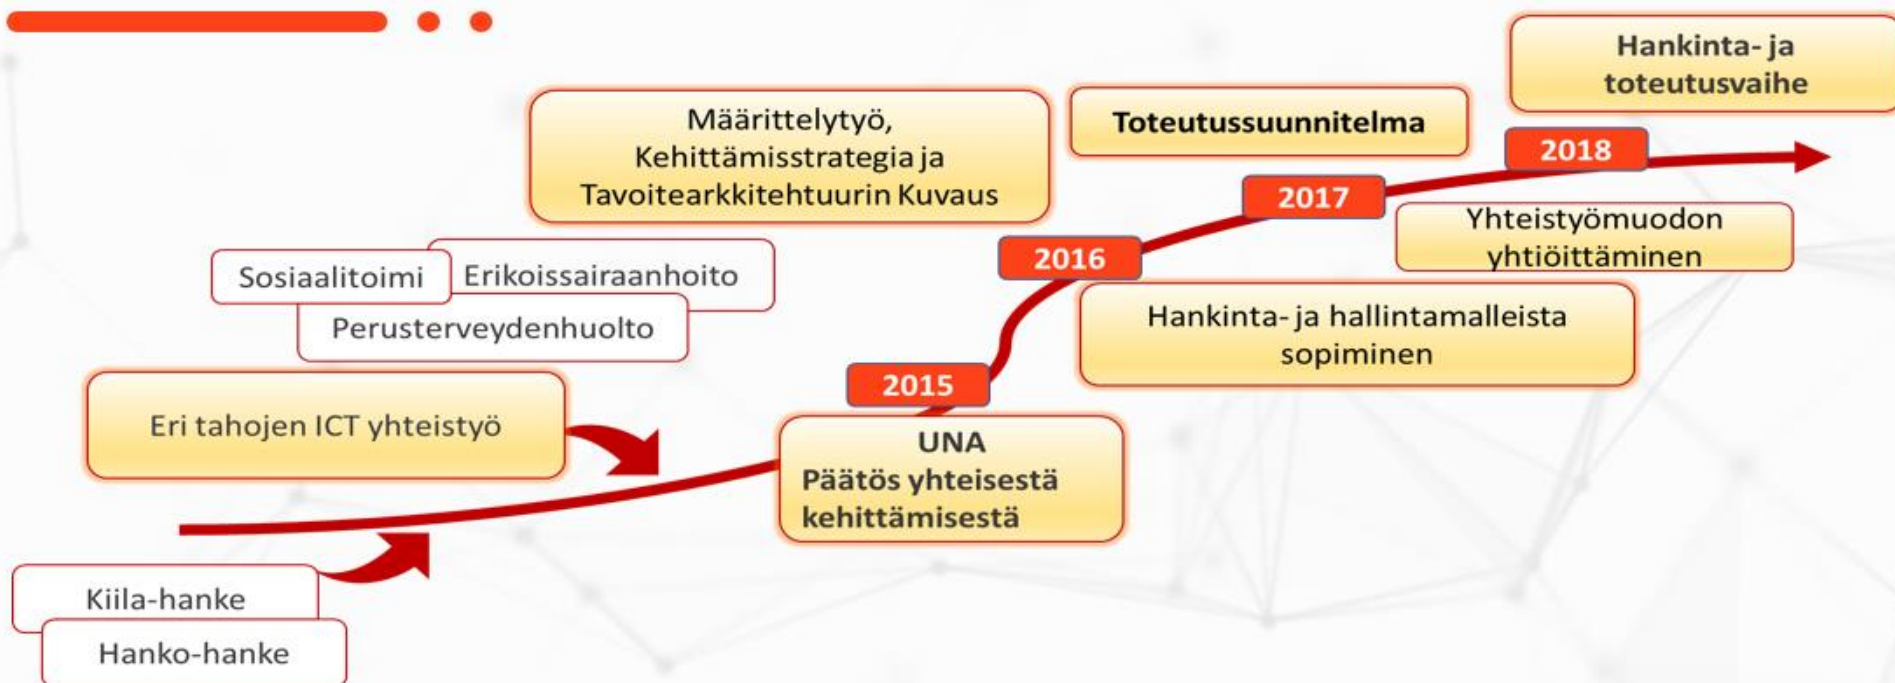 Hankinta- ja
toteutusvaihe
Määrittelytyö,
Kehittämisstrategia ja
Tavoitearkkitehtuurin Kuvaus
Toteutussuunnitelma
2018
2017
Yhteistyömuodon
yhtiöittäminen
2016
Sosiaalitoimi
Erikoissairaanhoito
Perusterveydenhuolto
Hankinta- ja hallintamalleista
sopiminen
2015
Eri tahojen ICT yhteistyö
UNA
Päätös yhteisestä
kehittämisestä
Kiila-hanke
Hanko-hanke